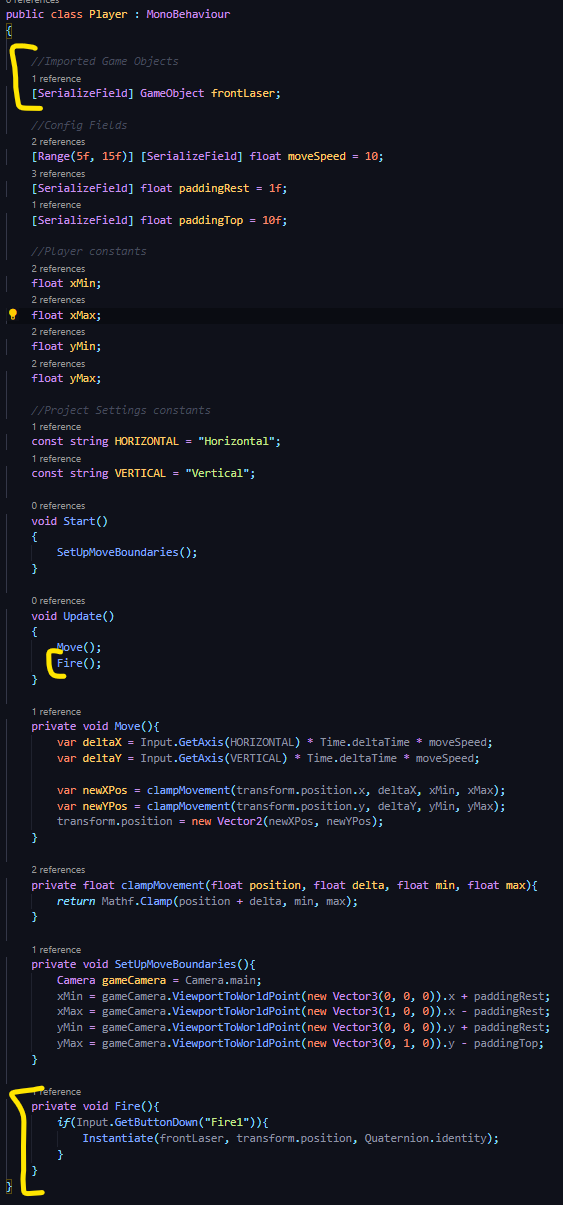 0 references
public class Player : MonoBehaviour
{
//Imported Game Objects
1 reference
[SerializeField] GameObject frontLaser;
//Config Fields
2 references
[Range(5f, 15f)] [SerializeField] float moveSpeed = 10;
3 references
[SerializeField] float paddingRest = 1f;
1 reference
[SerializeField] float paddingTop = 10f;
//Player constants
2 references
float xMin;
2 references
float xMax;
2 references
float yMin;
2 references
float yMax;
//Project Settings constants
1 reference
const string HORIZONTAL = "Horizontal";
1 reference
const string VERTICAL = "Vertical";
0 references
void Start()
{
SetUpMoveBoundaries();
}
0 references
void Update()
{
Move();
Fire();
}
1 reference
private void Move(){
var deltaX = Input.GetAxis(HORIZONTAL) * Time.deltaTime * moveSpeed;
var deltaY = Input.GetAxis(VERTICAL) * Time.deltaTime * moveSpeed;
var newXPos = clampMovement(transform.position.x, deltaX, xMin, xMax);
var newYPos = clampMovement(transform.position.y, deltaY, yMin, yMax);
transform.position = new Vector2(newXPos, newYPos);
}
2 references
private float clampMovement(float position, float delta, float min, float max){
return Mathf.Clamp(position + delta, min, max);
}
1 reference
private void SetUpMoveBoundaries(){
Camera gameCamera = Camera.main;
xMin = gameCamera.ViewportToWorldPoint(new Vector3(0, 0, 0)).x + paddingRest;
xMax = gameCamera.ViewportToWorldPoint(new Vector3(1, 0, 0)).x - paddingRest;
yMin = gameCamera.ViewportToWorldPoint(new Vector3(0, 0, 0)).y + paddingRest;
yMax = gameCamera.ViewportToWorldPoint(new Vector3(0, 1, 0)).y - paddingTop;
}
1 reference
private void Fire(){
if(Input.GetButtonDown("Fire1")){
Instantiate(frontLaser, transform.position, Quaternion.identity);
}
}
}